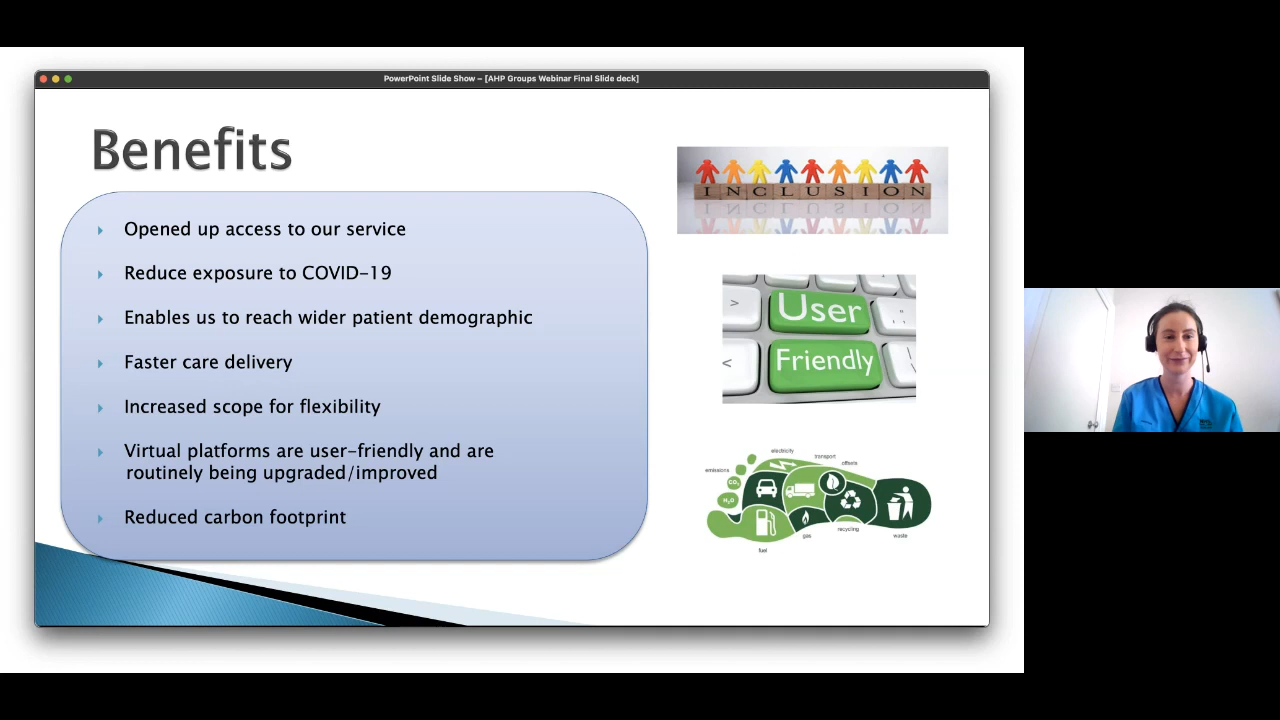 PowerPoint Slide Show – [AHP Groups Webinar Final Slide deck]
Benefits
Opened up access to our service
Reduce exposure to COVID-19
Enables us to reach wider patient demographic
Faster care delivery
Increased scope for flexibility
Virtual platforms are user-friendly and are
routinely being upgraded/improved
Reduced carbon footprint
INCLUSION
User
Friendly
electricity
transport
offsets
emissions
CO₂
H₂O
fuel
gas
recycling
waste